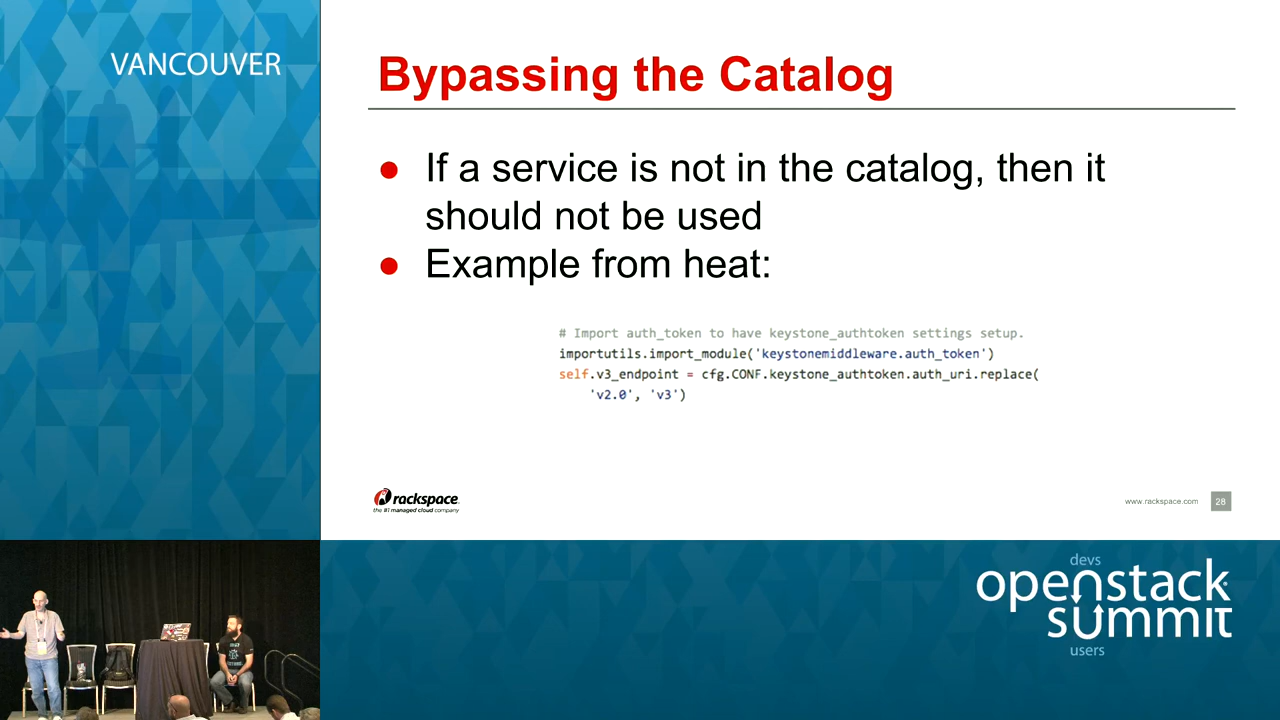 VANCOUVER
Bypassing the Catalog
● If a service is not in the catalog, then it
should not be used
● Example from heat:
# Import auth_token to have keystone_authtoken settings setup.
importutils.import_module('keystonemiddleware.auth_token')
self.v3_endpoint = cfg.CONF.keystone_authtoken.auth_uri.replace(
'v2.0', 'v3')
rackspace
the #1 managed cloud company
www.rackspace.com 28
devs
openstack
summit
users